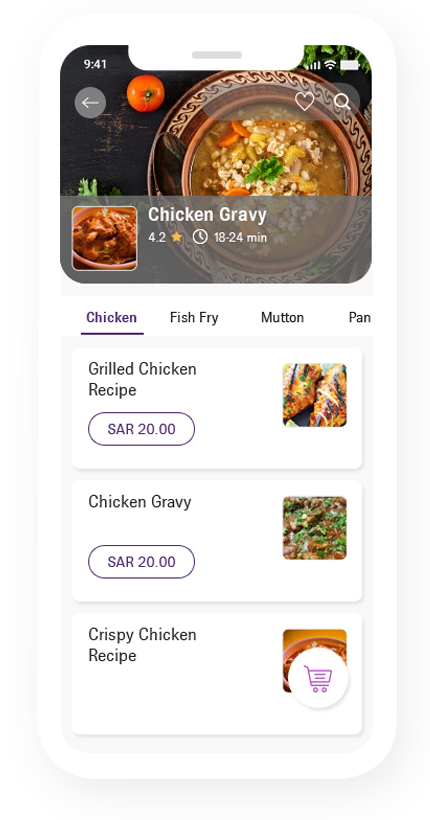 9:41
Chicken Gravy
4.2 18-24 min
Chicken Fish Fry Mutton Pan
Grilled Chicken
Recipe
SAR 20.00
Chicken Gravy
SAR 20.00
Crispy Chicken
Recipe